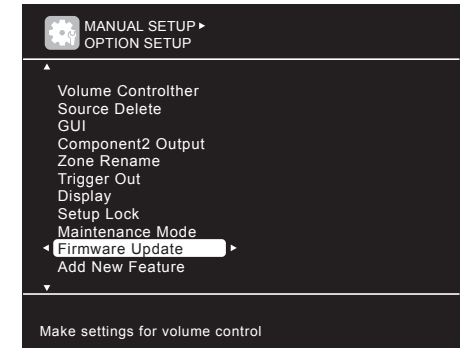 MANUAL SETUP▸
OPTION SETUP
Volume Controlther
Source Delete
GUI
Component2 Output
Zone Rename
Trigger Out
Display
Setup Lock
Maintenance Mode
Firmware Update
Add New Feature
Make settings for volume control